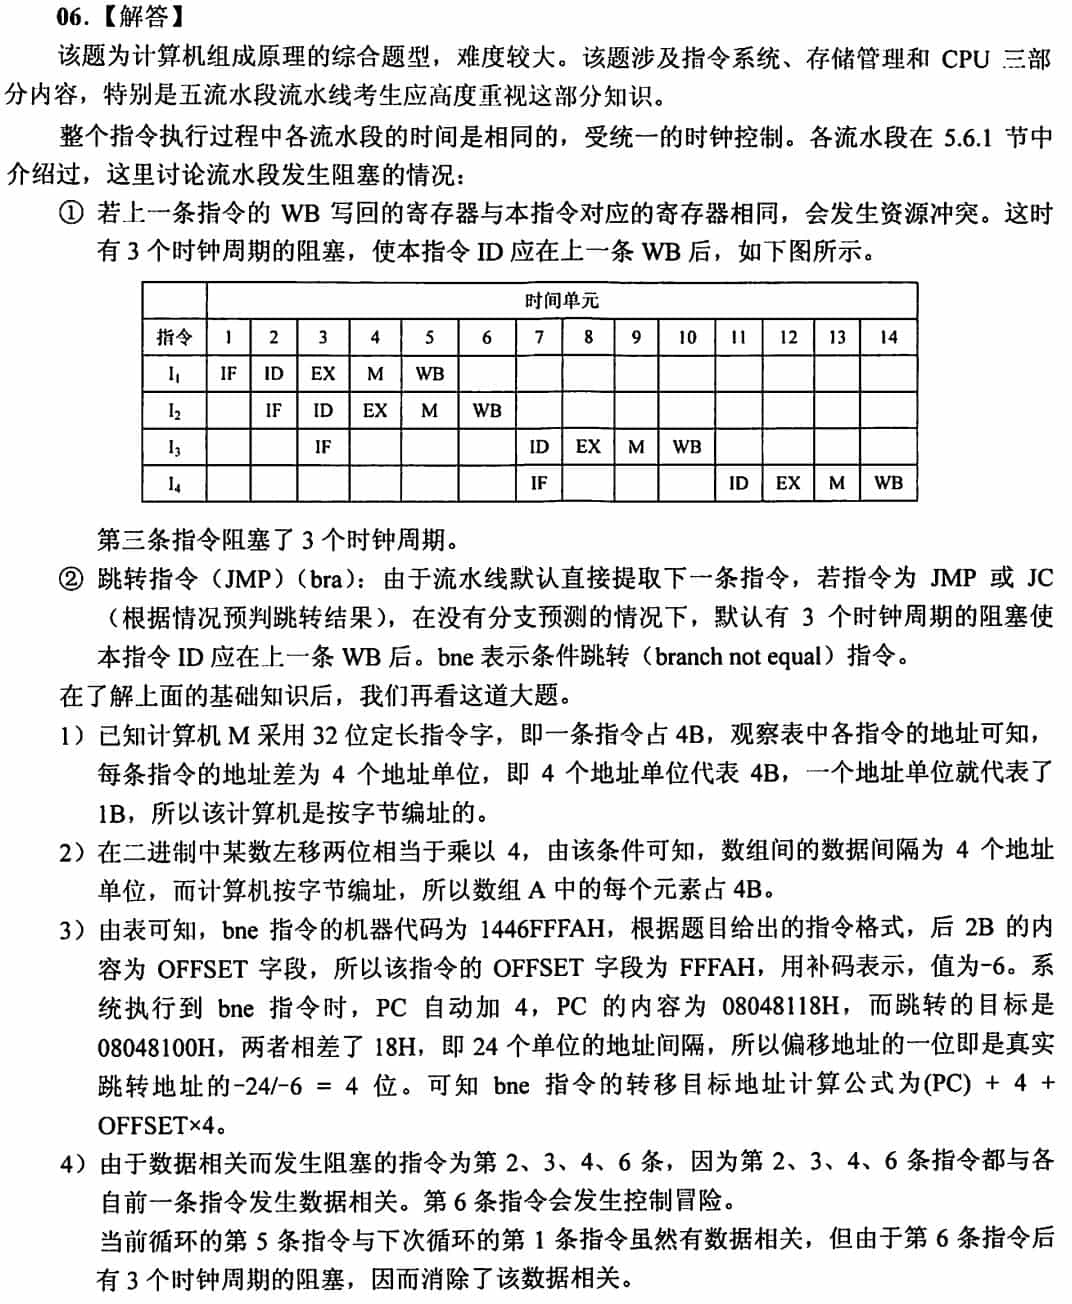 06.【解答】
该题为计算机组成原理的综合题型，难度较大。该题涉及指令系统、存储管理和 CPU 三部
分内容，特别是五流水段流水线考生应高度重视这部分知识。
整个指令执行过程中各流水段的时间是相同的，受统一的时钟控制。各流水段在 5.6.1 节中
介绍过，这里讨论流水段发生阻塞的情况：
① 若上一条指令的 WB 写回的寄存器与本指令对应的寄存器相同，会发生资源冲突。这时
有 3 个时钟周期的阻塞，使本指令 ID 应在上一条 WB 后，如下图所示。
时间单元
指令 1 2 3 4 5 6 7 8 9 10 11 12 13 14
I₁ IF ID EX M WB
I₂ IF ID EX M WB
I₃ IF ID EX M WB
I₄ IF ID EX M WB
第三条指令阻塞了 3 个时钟周期。
② 跳转指令（JMP）（bra）：由于流水线默认直接提取下一条指令，若指令为 JMP 或 JC
（根据情况预判跳转结果），在没有分支预测的情况下，默认有 3 个时钟周期的阻塞使
本指令 ID 应在上一条 WB 后。bne 表示条件跳转（branch not equal）指令。
在了解上面的基础知识后，我们再看这道大题。
1）已知计算机 M 采用 32 位定长指令字，即一条指令占 4B，观察表中各指令的地址可知，
每条指令的地址差为 4 个地址单位，即 4 个地址单位代表 4B，一个地址单位就代表了
1B，所以该计算机是按字节编址的。
2）在二进制中某数左移两位相当于乘以 4，由该条件可知，数组间的数据间隔为 4 个地址
单位，而计算机按字节编址，所以数组 A 中的每个元素占 4B。
3）由表可知，bne 指令的机器代码为 1446FFFAH，根据题目给出的指令格式，后 2B 的内
容为 OFFSET 字段，所以该指令的 OFFSET 字段为 FFFAH，用补码表示，值为-6。系
统执行到 bne 指令时，PC 自动加 4，PC 的内容为 08048118H，而跳转的目标是
08048100H，两者相差了 18H，即 24 个单位的地址间隔，所以偏移地址的一位即是真实
跳转地址的-24/-6 = 4 位。可知 bne 指令的转移目标地址计算公式为(PC) + 4 +
OFFSET×4。
4）由于数据相关而发生阻塞的指令为第 2、3、4、6 条，因为第 2、3、4、6 条指令都与各
自前一条指令发生数据相关。第 6 条指令会发生控制冒险。
当前循环的第 5 条指令与下次循环的第 1 条指令虽然有数据相关，但由于第 6 条指令后
有 3 个时钟周期的阻塞，因而消除了该数据相关。